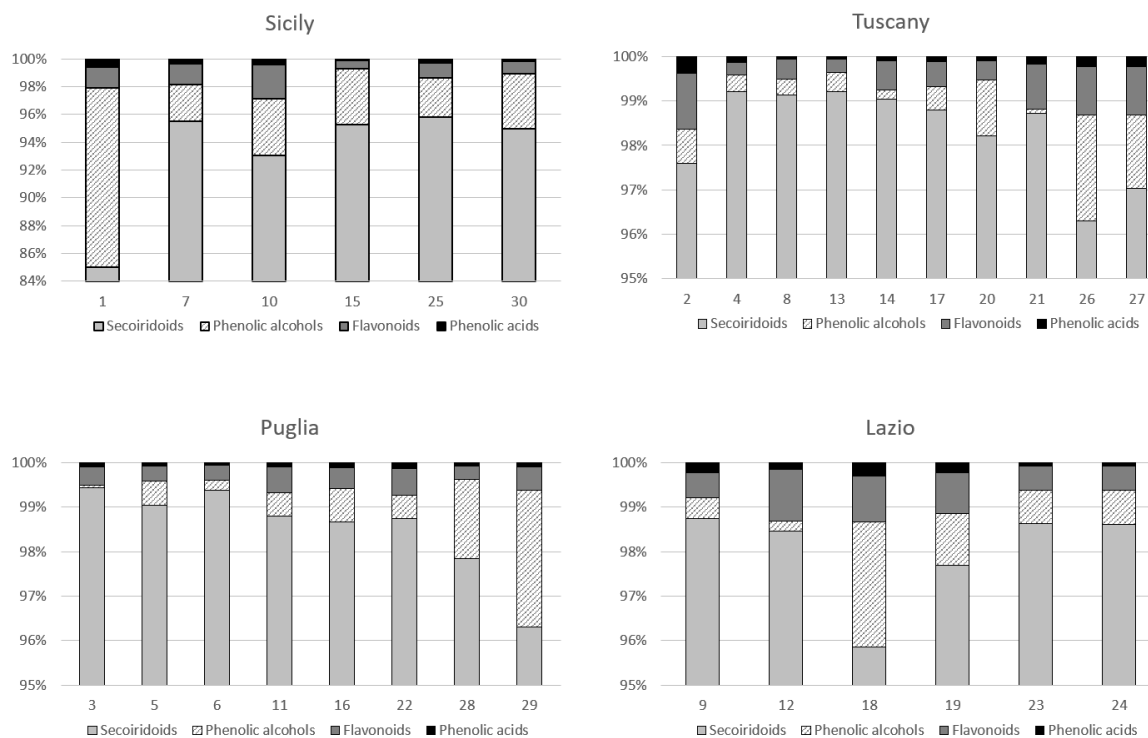 Sicily
100%
98%
96%
94%
92%
90%
88%
86%
84%
1 7 10 15 25 30
Secoiridoids Phenolic alcohols Flavonoids Phenolic acids
Tuscany
100%
99%
98%
97%
96%
95%
2 4 8 13 14 17 20 21 26 27
Secoiridoids Phenolic alcohols Flavonoids Phenolic acids
Puglia
100%
99%
98%
97%
96%
95%
3 5 6 11 16 22 28 29
Secoiridoids Phenolic alcohols Flavonoids Phenolic acids
Lazio
100%
99%
98%
97%
96%
95%
9 12 18 19 23 24
Secoiridoids Phenolic alcohols Flavonoids Phenolic acids